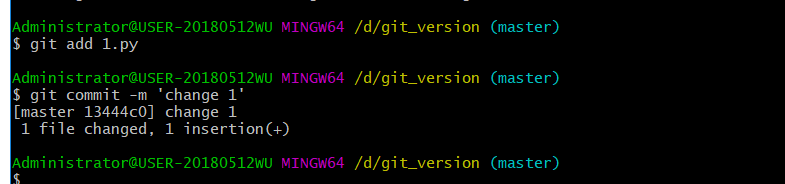 Administrator@USER-20180512WU MINGW64 /d/git_version (master)
$ git add 1.py
Administrator@USER-20180512WU MINGW64 /d/git_version (master)
$ git commit -m 'change 1'
[master 13444c0] change 1
 1 file changed, 1 insertion(+)
Administrator@USER-20180512WU MINGW64 /d/git_version (master)
$